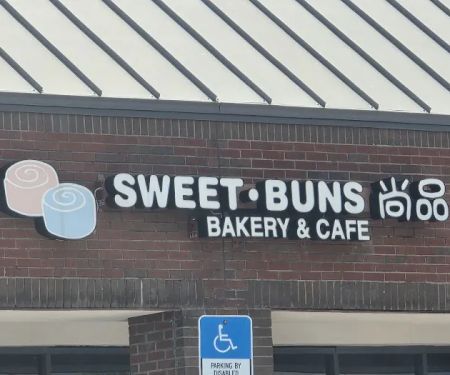 SWEET·BUNS 尚品
BAKERY & CAFE
PARKING BY
DISABLED